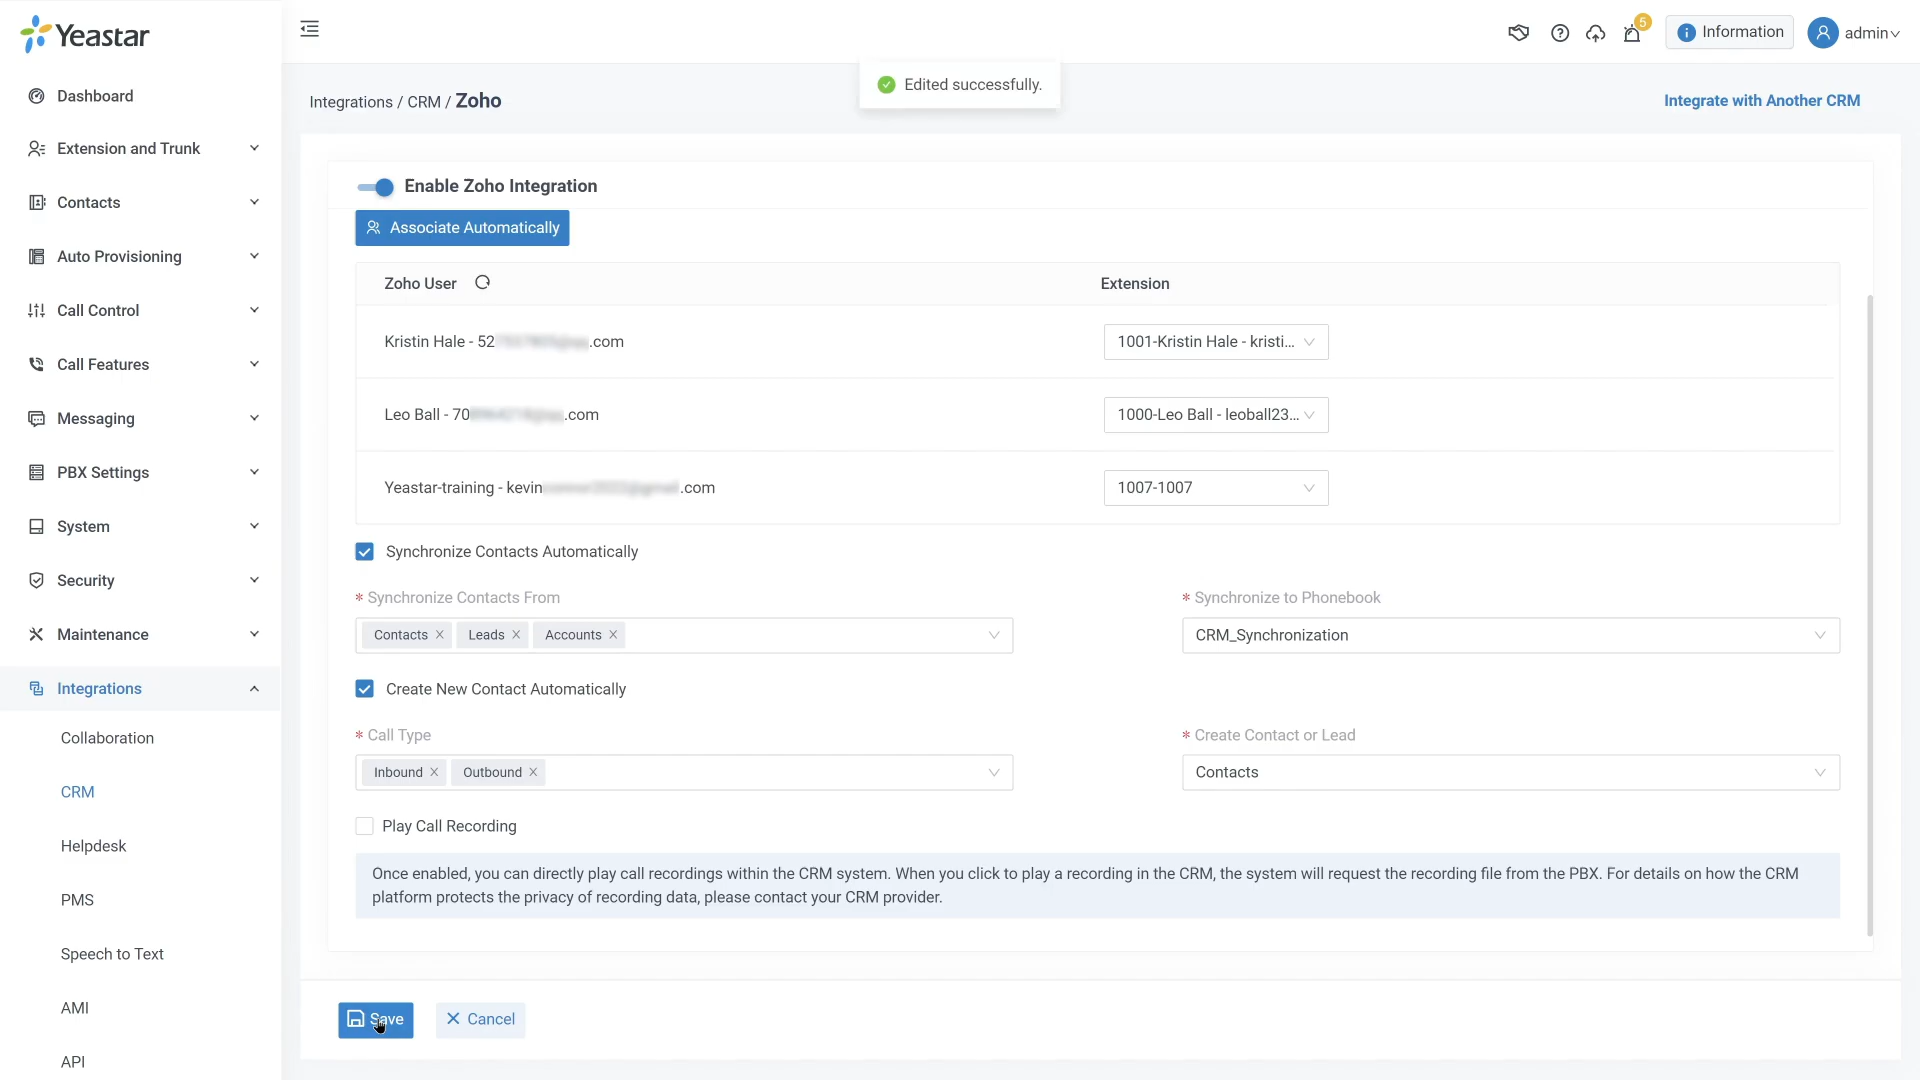 Yeastar
5
Information
admin
Dashboard
Extension and Trunk
Contacts
Auto Provisioning
Call Control
Call Features
Messaging
PBX Settings
System
Security
Maintenance
Integrations
Collaboration
CRM
Helpdesk
PMS
Speech to Text
AMI
API
Edited successfully.
Integrations / CRM / Zoho
Integrate with Another CRM
Enable Zoho Integration
Associate Automatically
Zoho User Extension
Kristin Hale - 52 .com 1001-Kristin Hale - kristi...
Leo Ball - 70 .com 1000-Leo Ball - leoball23...
Yeastar-training - kevin .com 1007-1007
Synchronize Contacts Automatically
* Synchronize Contacts From * Synchronize to Phonebook
Contacts Leads Accounts CRM_Synchronization
Create New Contact Automatically
* Call Type * Create Contact or Lead
Inbound Outbound Contacts
Play Call Recording
Once enabled, you can directly play call recordings within the CRM system. When you click to play a recording in the CRM, the system will request the recording file from the PBX. For details on how the CRM
platform protects the privacy of recording data, please contact your CRM provider.
Save Cancel